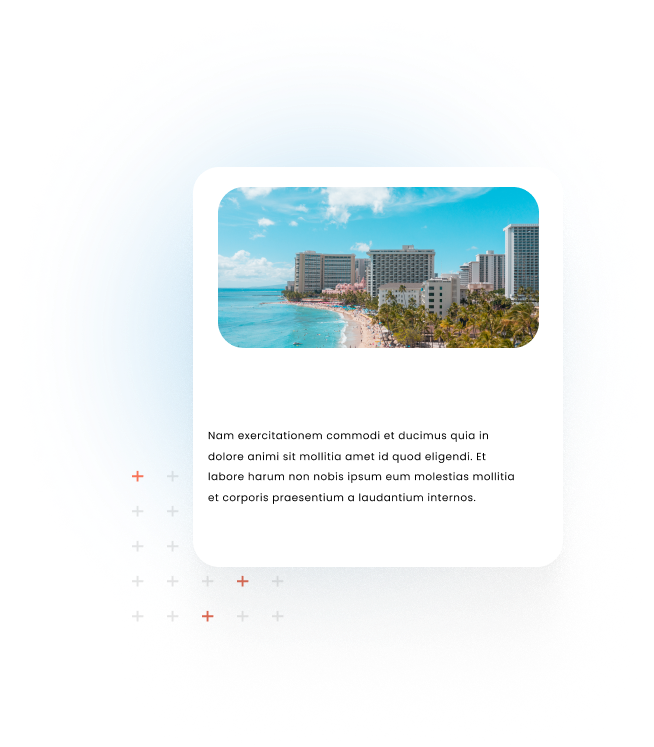 Nam exercitationem commodi et ducimus quia in
dolore animi sit mollitia amet id quod eligendi. Et
labore harum non nobis ipsum eum molestias mollitia
et corporis praesentium a laudantium internos.